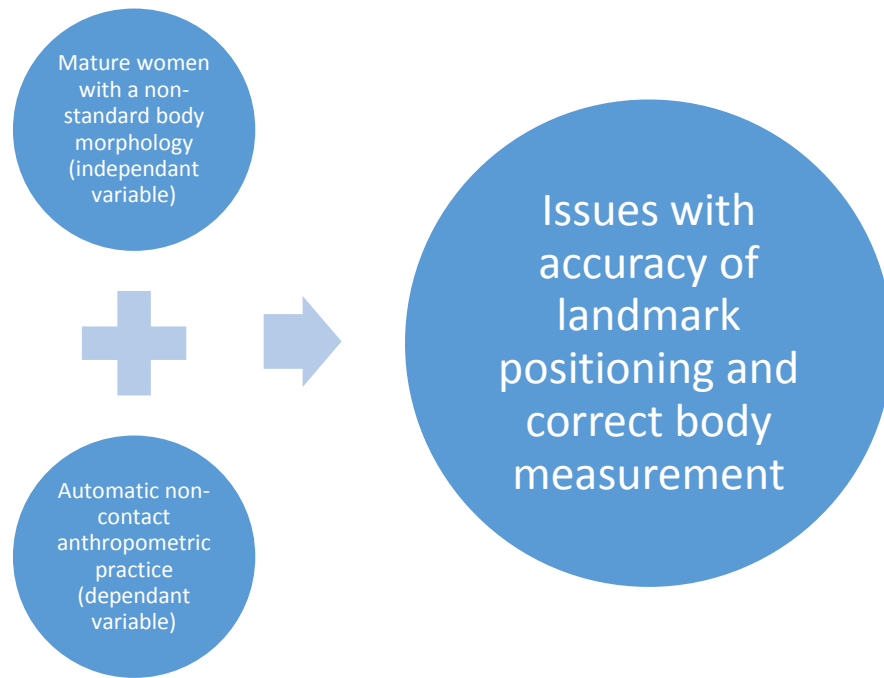 Mature women
with a non-
standard body
morphology
(independant
variable)
Automatic non-
contact
anthropometric
practice
(dependant
variable)
Issues with
accuracy of
landmark
positioning and
correct body
measurement